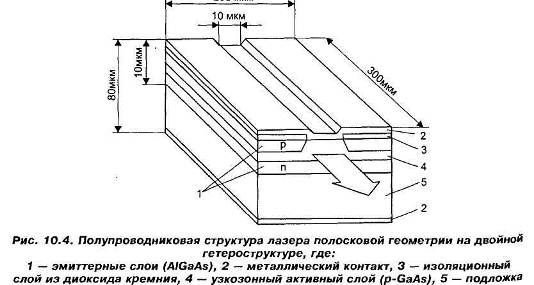 10 мкм
80мкм
10мкм
300мкм
2
3
p
4
n
5
1
2
Рис. 10.4. Полупроводниковая структура лазера полосковой геометрии на двойной
гетероструктуре, где:
1 — эмиттерные слои (AlGaAs), 2 — металлический контакт, 3 — изоляционный
слой из диоксида кремния, 4 — узкозонный активный слой (p-GaAs), 5 — подложка